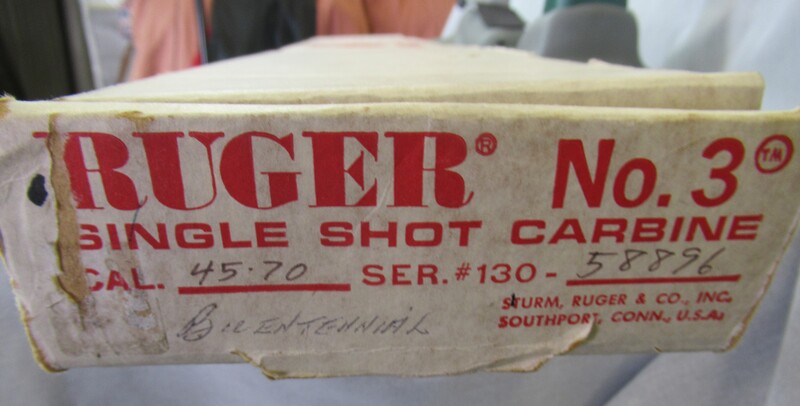 RUGER® No. 3™
SINGLE SHOT CARBINE
CAL. 45-70 SER. #130-58896
Bicentennial
STURM, RUGER & CO., INC.
SOUTHPORT, CONN., U.S.A.